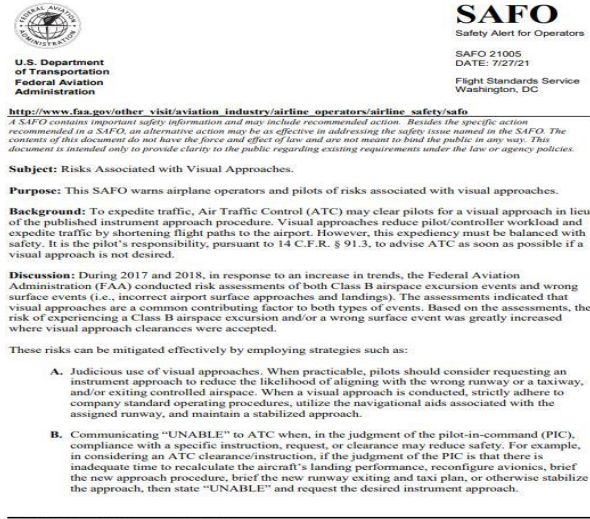 FEDERAL AVIATION
ADMINISTRATION
SAFO
Safety Alert for Operators
U.S. Department
of Transportation
Federal Aviation
Administration
SAFO 21005
DATE: 7/27/21
Flight Standards Service
Washington, DC
http://www.faa.gov/other_visit/aviation_industry/airline_operators/airline_safety/safo
A SAFO contains important safety information and may include recommended action. Besides the specific action
recommended in a SAFO, an alternative action may be as effective in addressing the safety issue named in the SAFO. The
contents of this document do not have the force and effect of law and are not meant to bind the public in any way. This
document is intended only to provide clarity to the public regarding existing requirements under the law or agency policies.
Subject: Risks Associated with Visual Approaches.
Purpose: This SAFO warns airplane operators and pilots of risks associated with visual approaches.
Background: To expedite traffic, Air Traffic Control (ATC) may clear pilots for a visual approach in lieu
of the published instrument approach procedure. Visual approaches reduce pilot/controller workload and
expedite traffic by shortening flight paths to the airport. However, this expediency must be balanced with
safety. It is the pilot's responsibility, pursuant to 14 C.F.R. § 91.3, to advise ATC as soon as possible if a
visual approach is not desired.
Discussion: During 2017 and 2018, in response to an increase in trends, the Federal Aviation
Administration (FAA) conducted risk assessments of both Class B airspace excursion events and wrong
surface events (i.e., incorrect airport surface approaches and landings). The assessments indicated that
visual approaches are a common contributing factor to both types of events. Based on the assessments, the
risk of experiencing a Class B airspace excursion and/or a wrong surface event was greatly increased
where visual approach clearances were accepted.
These risks can be mitigated effectively by employing strategies such as:
A. Judicious use of visual approaches. When practicable, pilots should consider requesting an
instrument approach to reduce the likelihood of aligning with the wrong runway or a taxiway,
and/or exiting controlled airspace. When a visual approach is conducted, strictly adhere to
company standard operating procedures, utilize the navigational aids associated with the
assigned runway, and maintain a stabilized approach.
B. Communicating “UNABLE” to ATC when, in the judgment of the pilot-in-command (PIC),
compliance with a specific instruction, request, or clearance may reduce safety. For example,
in considering an ATC clearance/instruction, if the judgment of the PIC is that there is
inadequate time to recalculate the aircraft's landing performance, reconfigure avionics, brief
the new approach procedure, brief the new runway exiting and taxi plan, or otherwise stabilize
the approach, then state “UNABLE” and request the desired instrument approach.